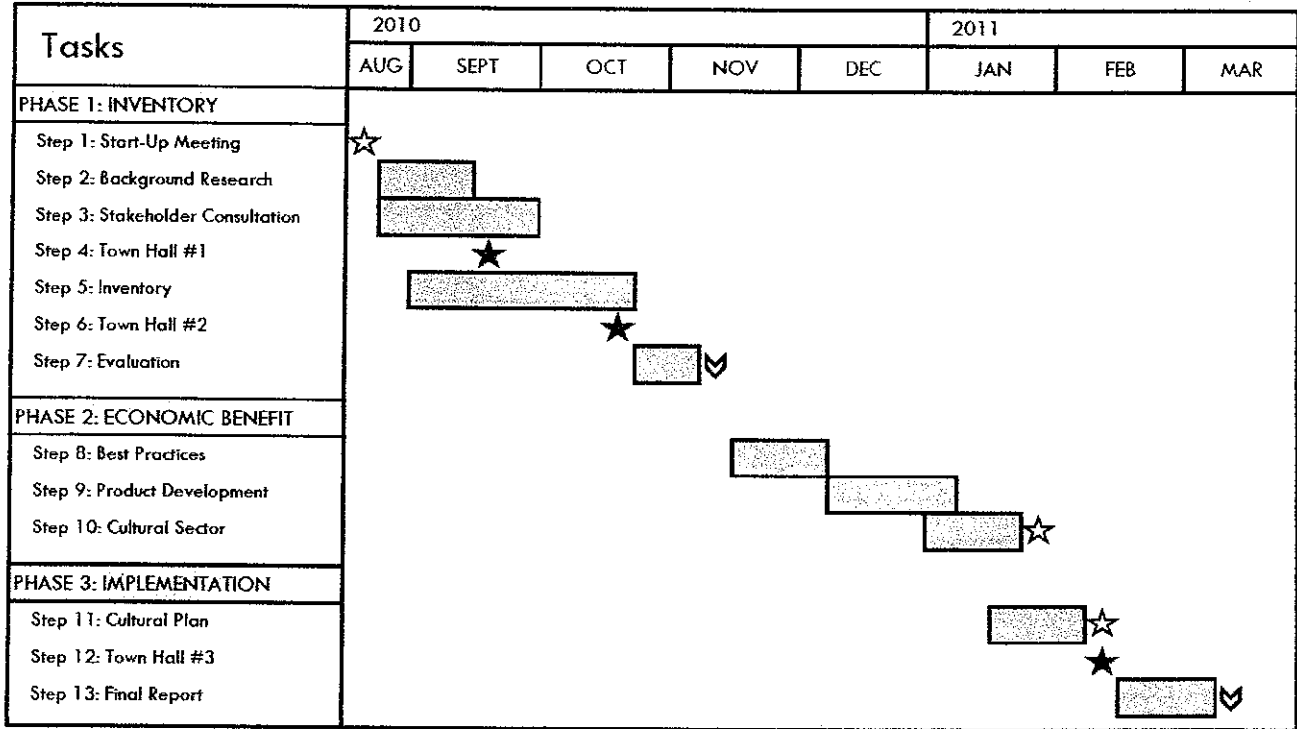 Tasks
2010 2011
AUG SEPT OCT NOV DEC JAN FEB MAR
PHASE 1: INVENTORY
Step 1: Start-Up Meeting
Step 2: Background Research
Step 3: Stakeholder Consultation
Step 4: Town Hall #1
Step 5: Inventory
Step 6: Town Hall #2
Step 7: Evaluation
PHASE 2: ECONOMIC BENEFIT
Step 8: Best Practices
Step 9: Product Development
Step 10: Cultural Sector
PHASE 3: IMPLEMENTATION
Step 11: Cultural Plan
Step 12: Town Hall #3
Step 13: Final Report